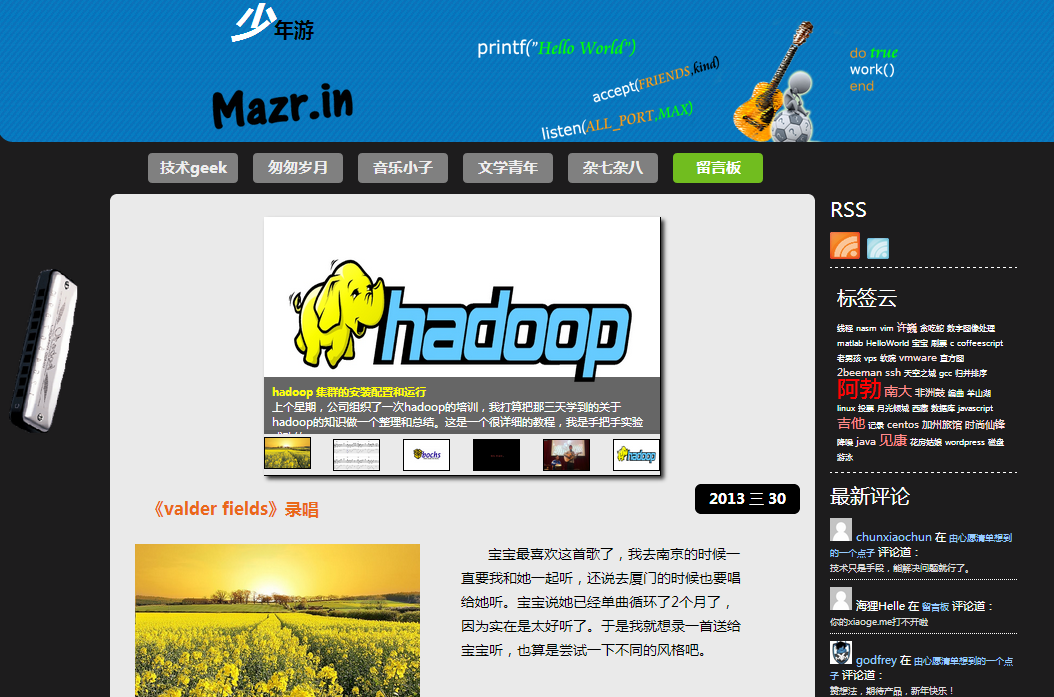 少年游
printf("Hello World")
do true
work()
end
accept(FRIENDS,kind)
listen(ALL_PORT,MAX)
Mazr.in
技术geek
匆匆岁月
音乐小子
文学青年
杂七杂八
留言板
hadoop
hadoop 集群的安装配置和运行
上个星期，公司组织了一次hadoop的培训，我打算把那三天学到的关于
hadoop的知识做一个整理和总结。这是一个很详细的教程，我是手把手实验
bochs
hadoop
2013 三 30
《valder fields》录唱
宝宝最喜欢这首歌了，我去南京的时候一
直要我和她一起听，还说去厦门的时候也要唱
给她听。宝宝说她已经单曲循环了2个月了，
因为实在是太好听了。于是我就想录一首送给
宝宝听，也算是尝试一下不同的风格吧。
RSS
标签云
线程 nasm vim 许巍 贪吃蛇 数字图像处理
matlab HelloWorld 宝宝 刷票 c coffeescript
老男孩 vps 软院 vmware 直方图
2beeman ssh 天空之城 gcc 归并排序
阿勃 南大 非洲鼓 编曲 羊山湖
linux 投票 月光倾城 西藏 数据库 javascript
吉他 记录 centos 加州旅馆 时尚仙锋
降噪 java 见康 花房姑娘 wordpress 磁盘
游泳
最新评论
chunxiaochun 在 由心愿清单想到
的一个点子 评论道：
技术只是手段，能解决问题就行了。
海狸Helle 在 留言板 评论道：
你的xiaoge.me打不开啦
godfrey 在 由心愿清单想到的一个点
子 评论道：
赞想法，期待产品，新年快乐！